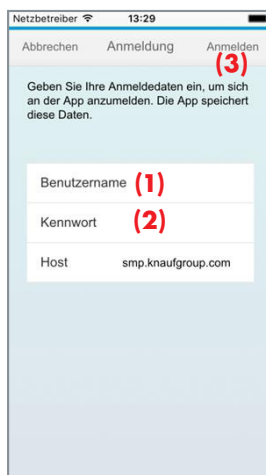 Netzbetreiber 13:29
Abbrechen Anmeldung Anmelden
(3)
Geben Sie Ihre Anmeldedaten ein, um sich
an der App anzumelden. Die App speichert
diese Daten.
Benutzername (1)
Kennwort (2)
Host smp.knaufgroup.com